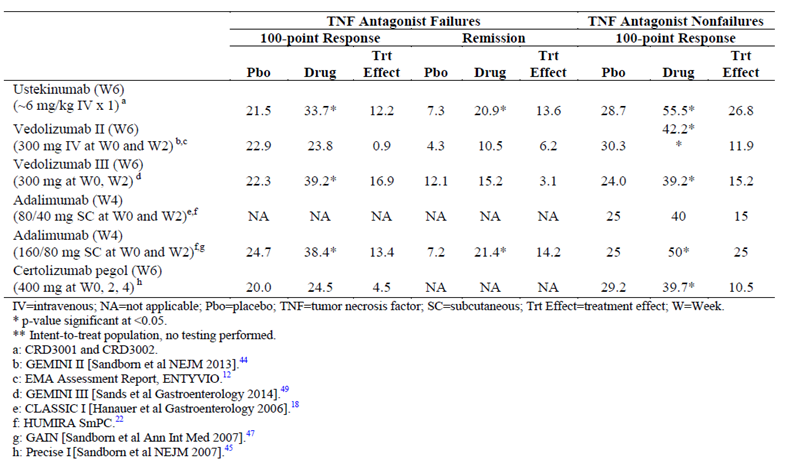 TNF Antagonist Failures TNF Antagonist Nonfailures
100-point Response Remission 100-point Response
Trt Trt Trt
Pbo Drug Effect Pbo Drug Effect Pbo Drug Effect
Ustekinumab (W6)
(~6 mg/kg IV x 1) a 21.5 33.7* 12.2 7.3 20.9* 13.6 28.7 55.5* 26.8
Vedolizumab II (W6) 42.2*
(300 mg IV at W0 and W2) b,c 22.9 23.8 0.9 4.3 10.5 6.2 30.3 * 11.9
Vedolizumab III (W6)
(300 mg at W0, W2) d 22.3 39.2* 16.9 12.1 15.2 3.1 24.0 39.2* 15.2
Adalimumab (W4)
(80/40 mg SC at W0 and W2)e,f NA NA NA NA NA NA 25 40 15
Adalimumab (W4)
(160/80 mg SC at W0 and W2)f,g 24.7 38.4* 13.4 7.2 21.4* 14.2 25 50* 25
Certolizumab pegol (W6)
(400 mg at W0, 2, 4) h 20.0 24.5 4.5 NA NA NA 29.2 39.7* 10.5
IV=intravenous; NA=not applicable; Pbo=placebo; TNF=tumor necrosis factor; SC=subcutaneous; Trt Effect=treatment effect; W=Week.
* p-value significant at <0.05.
** Intent-to-treat population, no testing performed.
a: CRD3001 and CRD3002.
b: GEMINI II [Sandborn et al NEJM 2013].44
c: EMA Assessment Report, ENTYVIO.12
d: GEMINI III [Sands et al Gastroenterology 2014].49
e: CLASSIC I [Hanauer et al Gastroenterology 2006].18
f: HUMIRA SmPC.22
g: GAIN [Sandborn.et al Ann Int Med 2007].47
h: Precise I [Sandborn et al NEJM 2007].45